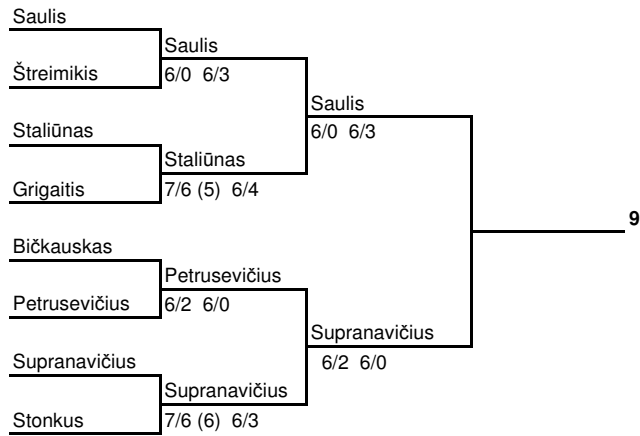 Saulis
Saulis
Štreimikis
6/0 6/3
Saulis
Staliūnas
6/0 6/3
Staliūnas
Grigaitis
7/6 (5) 6/4
9
Bičkauskas
Petrusevičius
Petrusevičius
6/2 6/0
Supranavičius
Supranavičius
6/2 6/0
Supranavičius
Stonkus
7/6 (6) 6/3